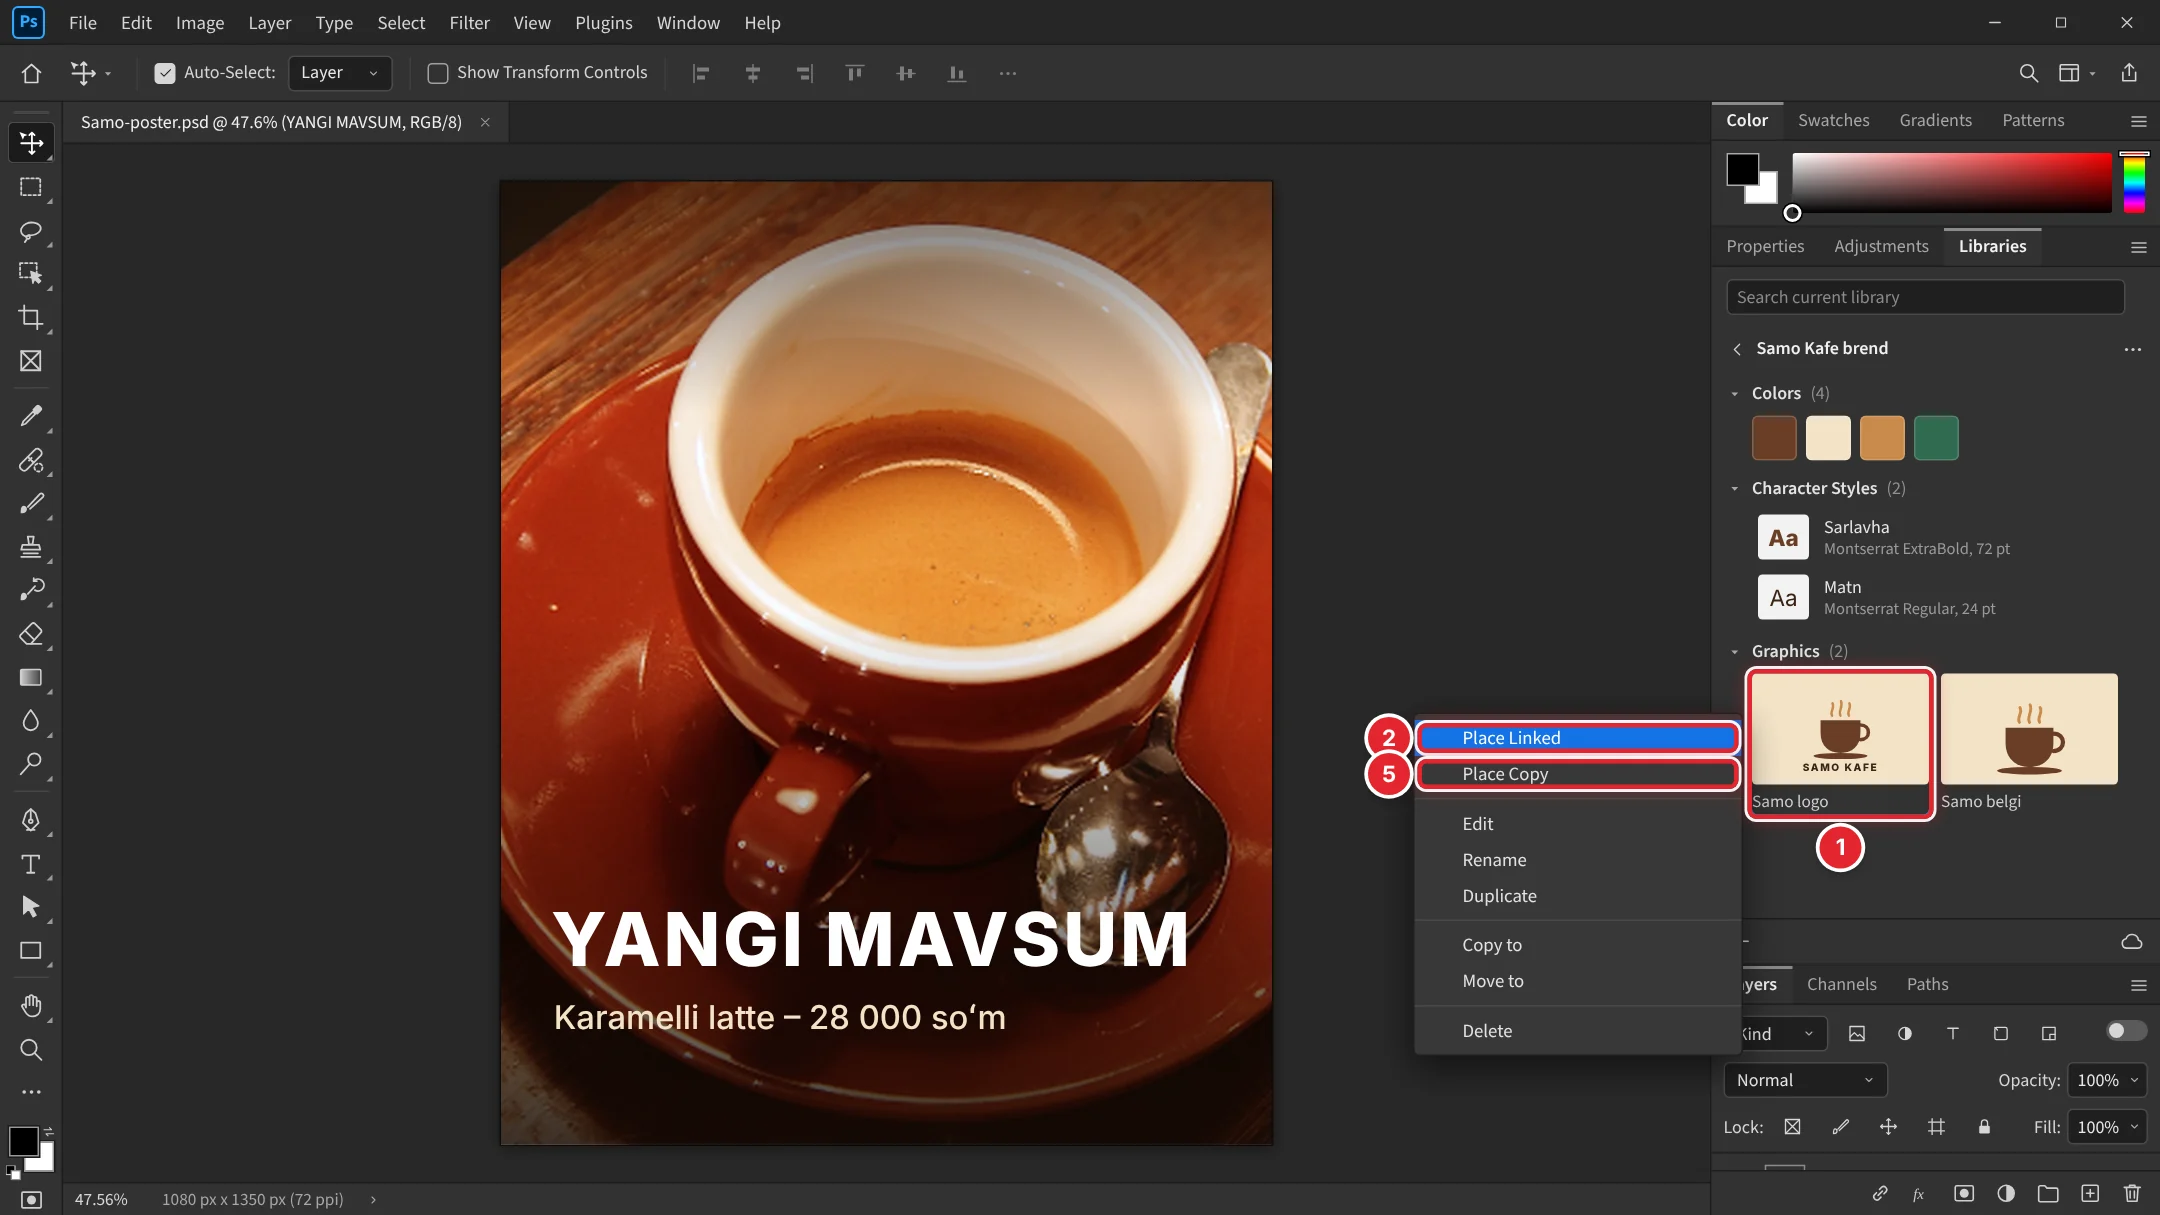 Ps File Edit Image Layer Type Select Filter View Plugins Window Help
Auto-Select: Layer Show Transform Controls
Samo-poster.psd @ 47.6% (YANGI MAVSUM, RGB/8)
Color Swatches Gradients Patterns
Properties Adjustments Libraries
Search current library
Samo Kafe brend
Colors (4)
Character Styles (2)
Aa Sarlavha
Montserrat ExtraBold, 72 pt
Aa Matn
Montserrat Regular, 24 pt
Graphics (2)
SAMO KAFE
Samo logo Samo belgi
1
2 Place Linked
5 Place Copy
Edit
Rename
Duplicate
Copy to
Move to
Delete
YANGI MAVSUM
Karamelli latte – 28 000 soʻm
yers Channels Paths
Kind
Normal Opacity: 100%
Lock: Fill: 100%
fx
47.56% 1080 px x 1350 px (72 ppi)